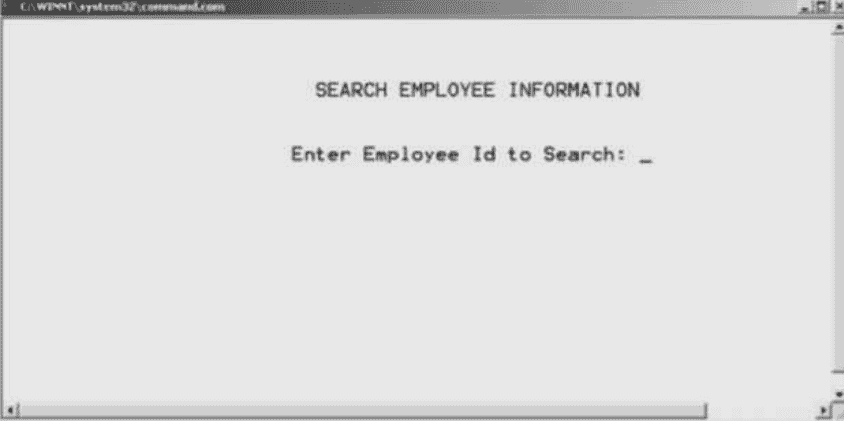 C:\WINNT\system32\command.com
SEARCH EMPLOYEE INFORMATION
Enter Employee Id to Search: _